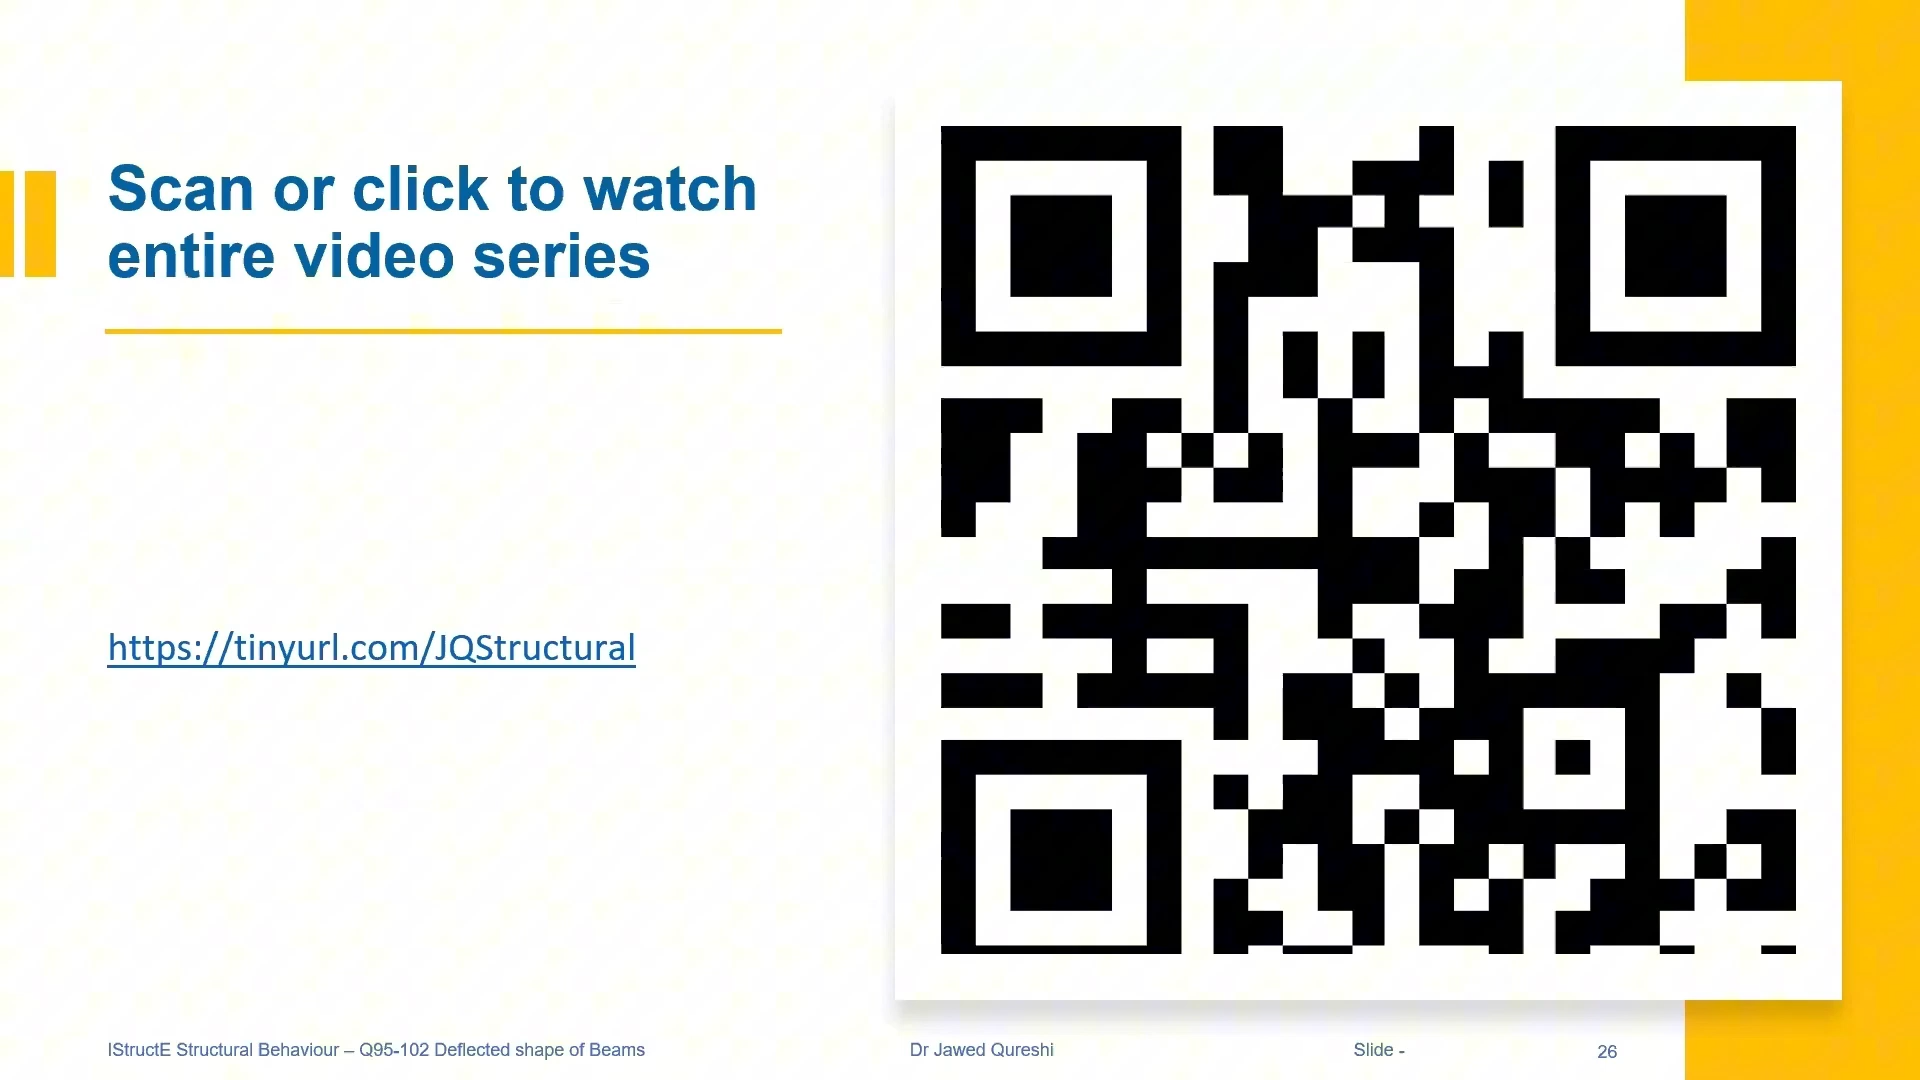 Scan or click to watch
entire video series
https://tinyurl.com/JQStructural
IStructE Structural Behaviour – Q95-102 Deflected shape of Beams
Dr Jawed Qureshi
Slide -
26